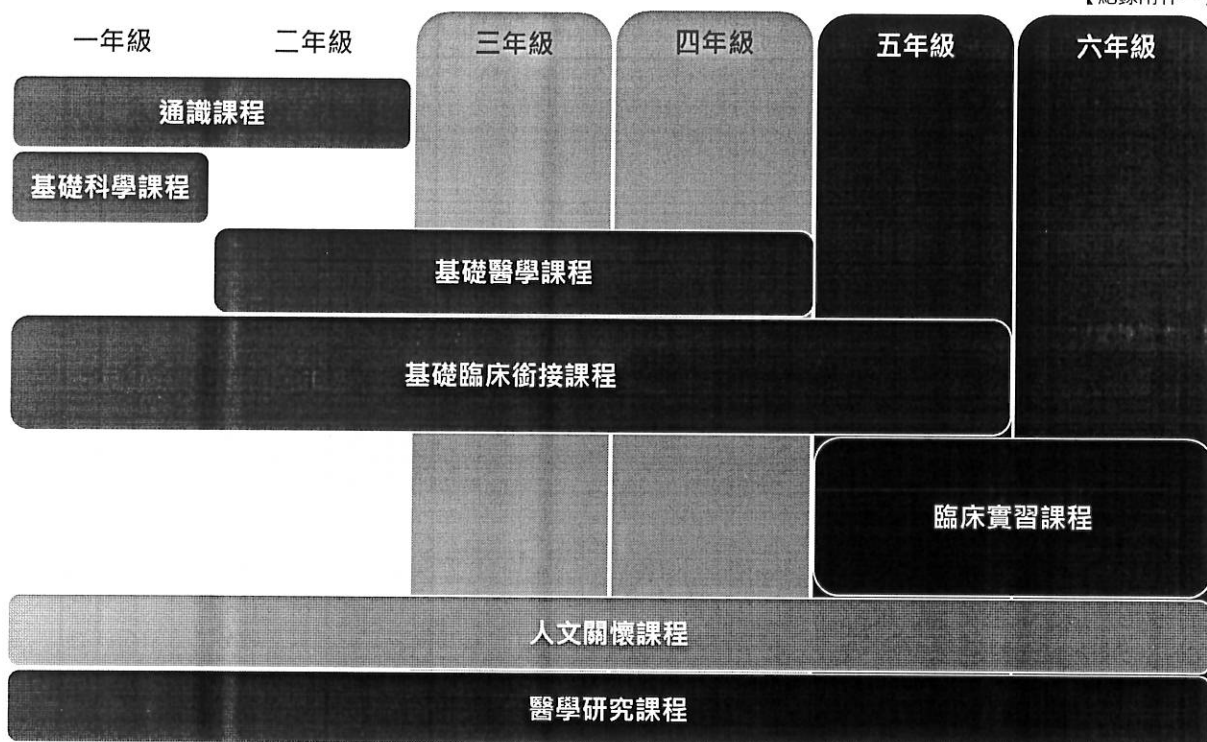 一年級
二年級
三年級
四年級
五年級
六年級
通識課程
基礎科學課程
基礎醫學課程
基礎臨床銜接課程
臨床實習課程
人文關懷課程
醫學研究課程